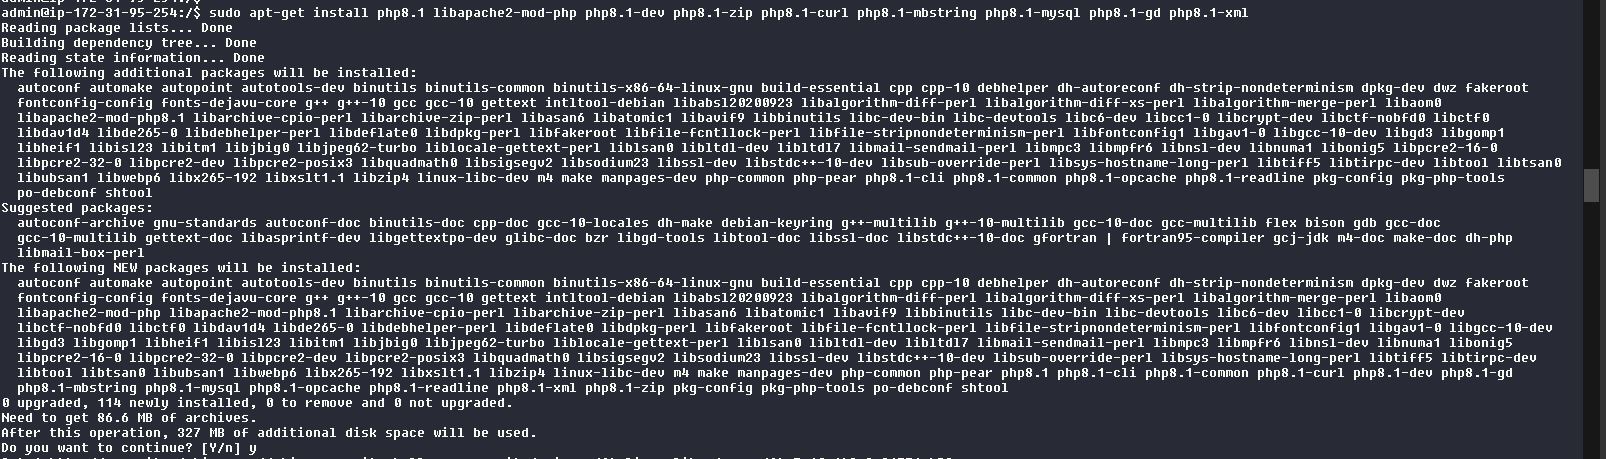 admin@ip-172-31-95-254:/$ sudo apt-get install php8.1 libapache2-mod-php php8.1-dev php8.1-zip php8.1-curl php8.1-mbstring php8.1-mysql php8.1-gd php8.1-xml
Reading package lists... Done
Building dependency tree... Done
Reading state information... Done
The following additional packages will be installed:
autoconf automake autopoint autotools-dev binutils binutils-common binutils-x86-64-linux-gnu build-essential cpp cpp-10 debhelper dh-autoreconf dh-strip-nondeterminism dpkg-dev dwz fakeroot
fontconfig-config fonts-dejavu-core g++ g++-10 gcc gcc-10 gettext intltool-debian libabsl20200923 libalgorithm-diff-perl libalgorithm-diff-xs-perl libalgorithm-merge-perl libaom0
libapache2-mod-php8.1 libarchive-cpio-perl libarchive-zip-perl libasan6 libatomic1 libavif9 libbinutils libc-dev-bin libc-devtools libc6-dev libcc1-0 libcrypt-dev libctf-nobfd0 libctf0
libdav1d4 libde265-0 libdebhelper-perl libdeflate0 libdpkg-perl libfakeroot libfile-fcntllock-perl libfile-stripnondeterminism-perl libfontconfig1 libgav1-0 libgcc-10-dev libgd3 libgomp1
libheif1 libisl23 libitm1 libjbig0 libjpeg62-turbo liblocale-gettext-perl liblsan0 libltdl-dev libltdl7 libmail-sendmail-perl libmpc3 libmpfr6 libnsl-dev libnuma1 libonig5 libpcre2-16-0
libpcre2-32-0 libpcre2-dev libpcre2-posix3 libquadmath0 libsigsegv2 libsodium23 libssl-dev libstdc++-10-dev libsub-override-perl libsys-hostname-long-perl libtiff5 libtirpc-dev libtool libtsan0
libubsan1 libwebp6 libx265-192 libxslt1.1 libzip4 linux-libc-dev m4 make manpages-dev php-common php-pear php8.1-cli php8.1-common php8.1-opcache php8.1-readline pkg-config pkg-php-tools
po-debconf shtool
Suggested packages:
autoconf-archive gnu-standards autoconf-doc binutils-doc cpp-doc gcc-10-locales dh-make debian-keyring g++-multilib g++-10-multilib gcc-10-doc gcc-multilib flex bison gdb gcc-doc
gcc-10-multilib gettext-doc libasprintf-dev libgettextpo-dev glibc-doc bzr libgd-tools libtool-doc libssl-doc libstdc++-10-doc gfortran | fortran95-compiler gcj-jdk m4-doc make-doc dh-php
libmail-box-perl
The following NEW packages will be installed:
autoconf automake autopoint autotools-dev binutils binutils-common binutils-x86-64-linux-gnu build-essential cpp cpp-10 debhelper dh-autoreconf dh-strip-nondeterminism dpkg-dev dwz fakeroot
fontconfig-config fonts-dejavu-core g++ g++-10 gcc gcc-10 gettext intltool-debian libabsl20200923 libalgorithm-diff-perl libalgorithm-diff-xs-perl libalgorithm-merge-perl libaom0
libapache2-mod-php libapache2-mod-php8.1 libarchive-cpio-perl libarchive-zip-perl libasan6 libatomic1 libavif9 libbinutils libc-dev-bin libc-devtools libc6-dev libcc1-0 libcrypt-dev
libctf-nobfd0 libctf0 libdav1d4 libde265-0 libdebhelper-perl libdeflate0 libdpkg-perl libfakeroot libfile-fcntllock-perl libfile-stripnondeterminism-perl libfontconfig1 libgav1-0 libgcc-10-dev
libgd3 libgomp1 libheif1 libisl23 libitm1 libjbig0 libjpeg62-turbo liblocale-gettext-perl liblsan0 libltdl-dev libltdl7 libmail-sendmail-perl libmpc3 libmpfr6 libnsl-dev libnuma1 libonig5
libpcre2-16-0 libpcre2-32-0 libpcre2-dev libpcre2-posix3 libquadmath0 libsigsegv2 libsodium23 libssl-dev libstdc++-10-dev libsub-override-perl libsys-hostname-long-perl libtiff5 libtirpc-dev
libtool libtsan0 libubsan1 libwebp6 libx265-192 libxslt1.1 libzip4 linux-libc-dev m4 make manpages-dev php-common php-pear php8.1 php8.1-cli php8.1-common php8.1-curl php8.1-dev php8.1-gd
php8.1-mbstring php8.1-mysql php8.1-opcache php8.1-readline php8.1-xml php8.1-zip pkg-config pkg-php-tools po-debconf shtool
0 upgraded, 114 newly installed, 0 to remove and 0 not upgraded.
Need to get 86.6 MB of archives.
After this operation, 327 MB of additional disk space will be used.
Do you want to continue? [Y/n] y